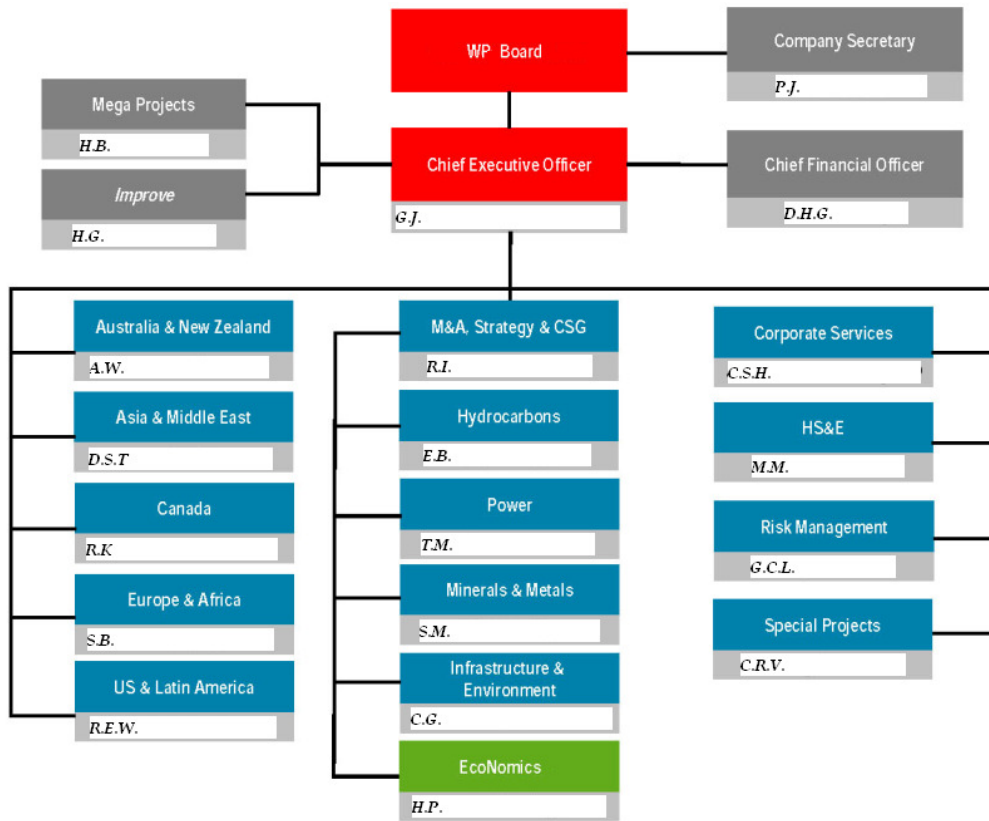 WP Board
Company Secretary
P.J.
Mega Projects
H.B.
Improve
H.G.
Chief Executive Officer
G.J.
Chief Financial Officer
D.H.G.
Australia & New Zealand
A.W.
Asia & Middle East
D.S.T
Canada
R.K
Europe & Africa
S.B.
US & Latin America
R.E.W.
M&A, Strategy & CSG
R.I.
Hydrocarbons
E.B.
Power
T.M.
Minerals & Metals
S.M.
Infrastructure &
Environment
C.G.
EcoNomics
H.P.
Corporate Services
C.S.H.
HS&E
M.M.
Risk Management
G.C.L.
Special Projects
C.R.V.